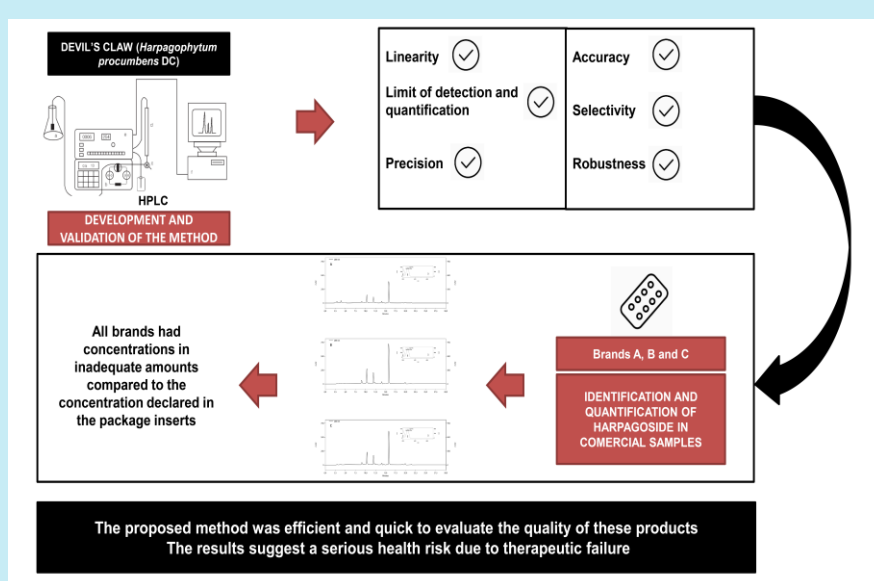 DEVIL'S CLAW (Harpagophytum
procumbens DC)
HPLC
DEVELOPMENT AND
VALIDATION OF THE METHOD
Linearity
Limit of detection and
quantification
Precision
Accuracy
Selectivity
Robustness
Brands A, B and C
IDENTIFICATION AND
QUANTIFICATION OF
HARPAGOSIDE IN
COMERCIAL SAMPLES
All brands had
concentrations in
inadequate amounts
compared to the
concentration declared in
the package inserts
The proposed method was efficient and quick to evaluate the quality of these products
The results suggest a serious health risk due to therapeutic failure